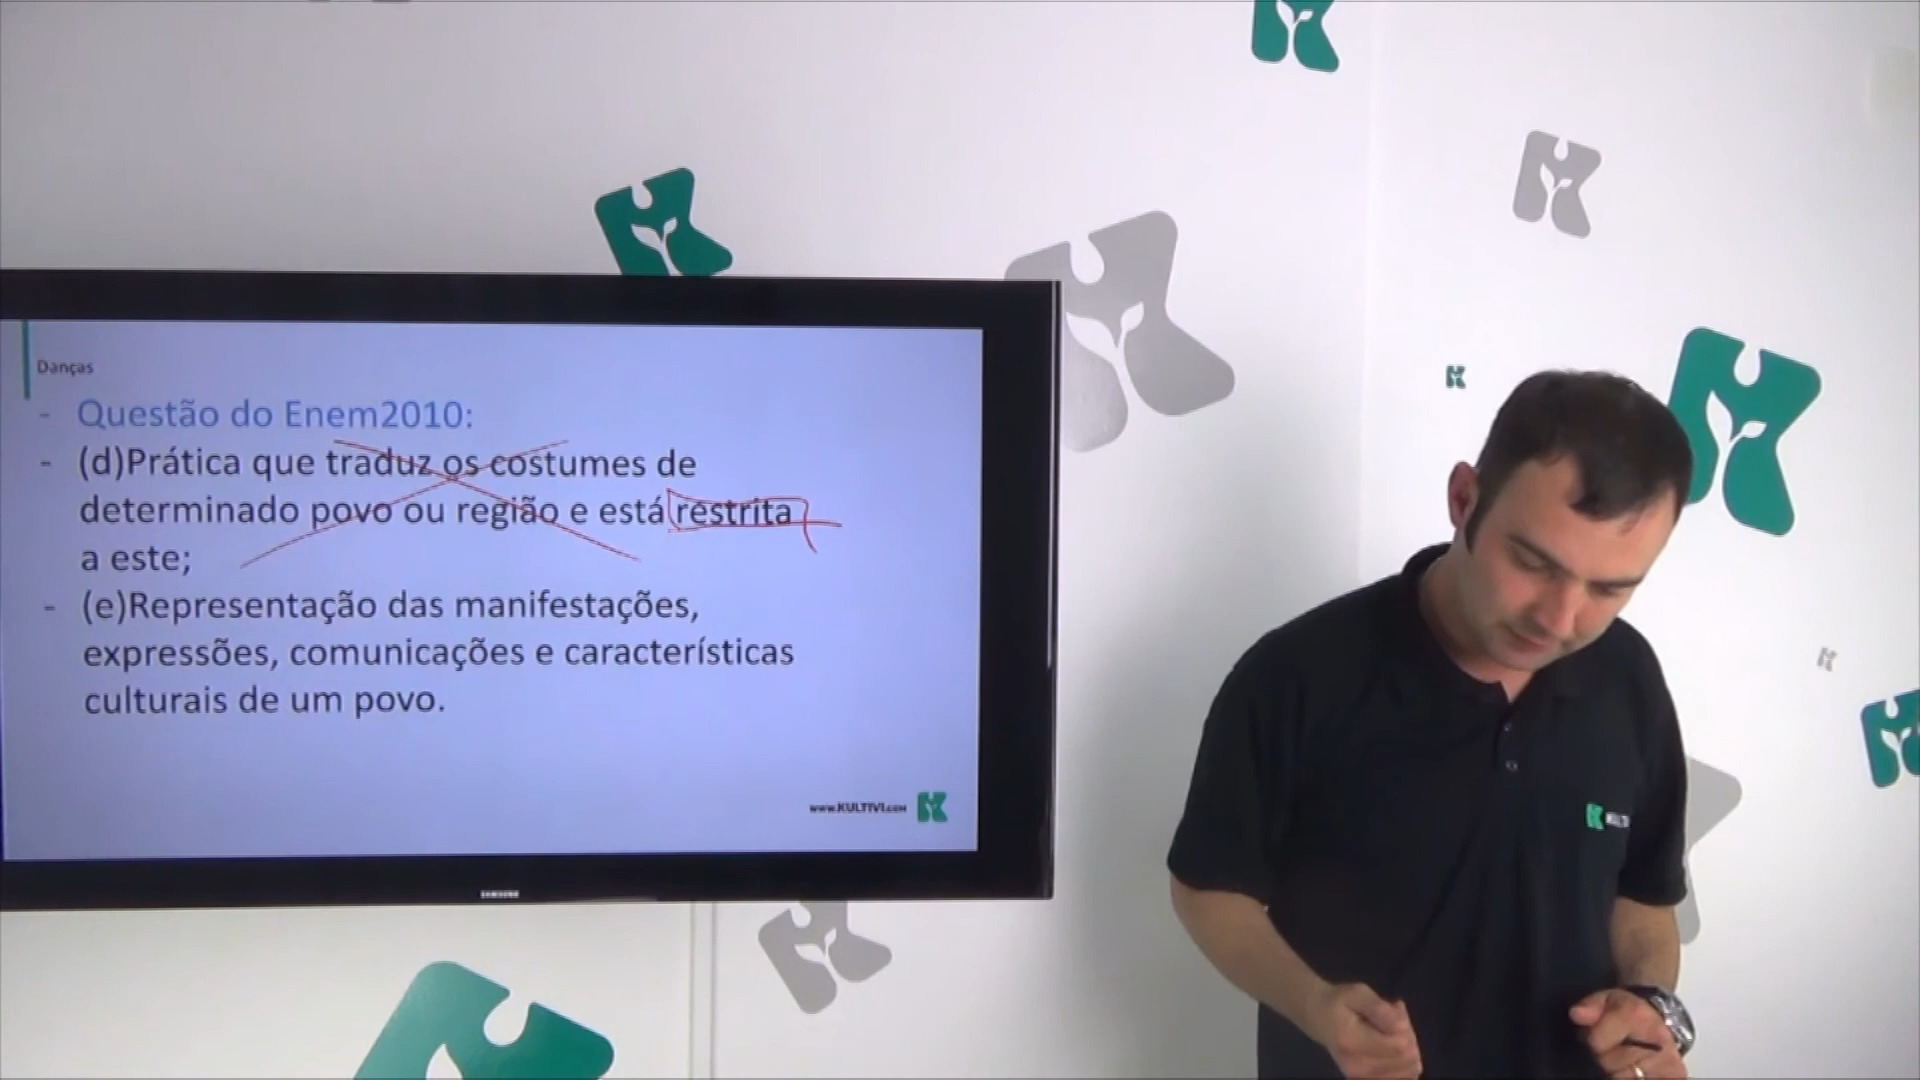 Danças
- Questão do Enem2010:
- (d)Prática que traduz os costumes de
determinado povo ou região e está restrita
a este;
- (e)Representação das manifestações,
expressões, comunicações e características
culturais de um povo.
www.KULTIVI.com
SAMSUNG